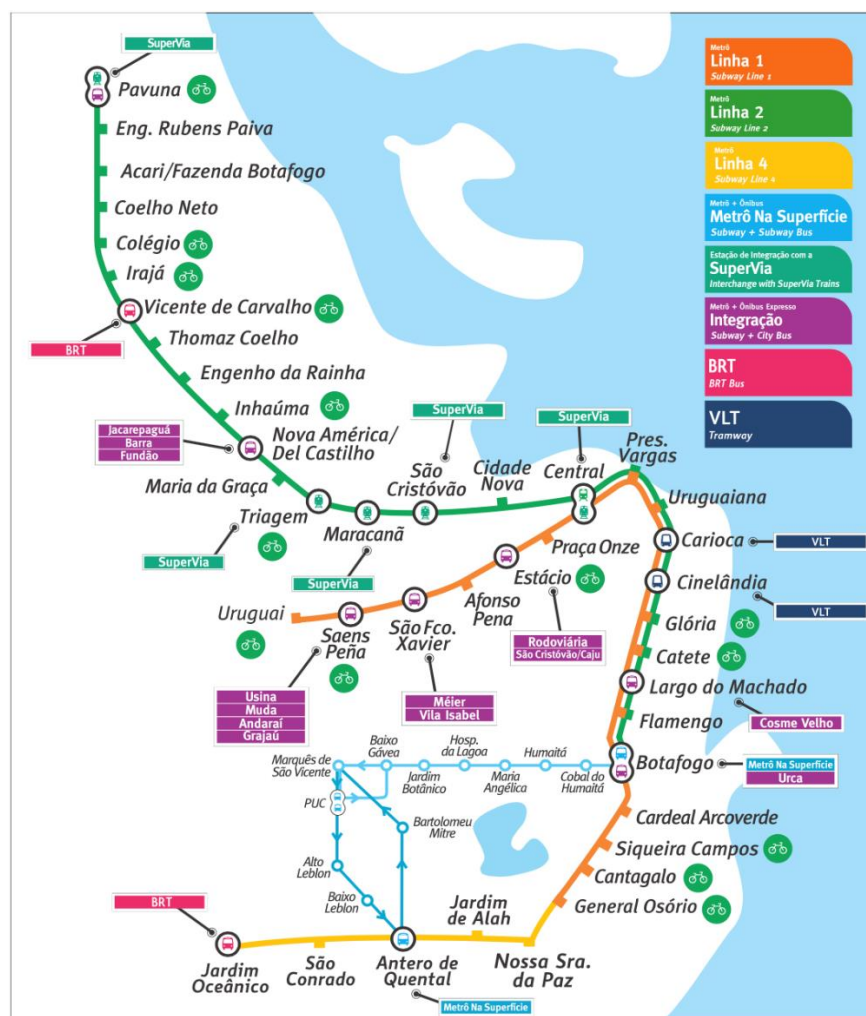 SuperVia
Pavuna
Eng. Rubens Paiva
Acari/Fazenda Botafogo
Coelho Neto
Colégio
Irajá
Vicente de Carvalho
BRT
Thomaz Coelho
Engenho da Rainha
Inhaúma
Jacarepaguá
Barra
Fundão
Nova América/
Del Castilho
Maria da Graça
Triagem
SuperVia
Maracanã
SuperVia
São
Cristóvão
SuperVia
Cidade
Nova
Central
SuperVia
Pres.
Vargas
Uruguaiana
Carioca
VLT
Cinelândia
VLT
Glória
Catete
Largo do Machado
Cosme Velho
Flamengo
Botafogo
Metrô Na Superfície
Urca
Praça Onze
Estácio
Rodoviária
São Cristóvão/Caju
Afonso
Pena
São Fco.
Xavier
Méier
Vila Isabel
Saens
Peña
Usina
Muda
Andaraí
Grajaú
Uruguai
Cobal do
Humaitá
Humaitá
Maria
Angélica
Hosp.
da Lagoa
Jardim
Botânico
Baixo
Gávea
Marquês de
São Vicente
PUC
Bartolomeu
Mitre
Alto
Leblon
Baixo
Leblon
Cardeal Arcoverde
Siqueira Campos
Cantagalo
General Osório
Nossa Sra.
da Paz
Jardim
de Alah
Antero de
Quental
Metrô Na Superfície
São
Conrado
Jardim
Oceânico
BRT
Metrô
Linha 1
Subway Line 1
Metrô
Linha 2
Subway Line 2
Metrô
Linha 4
Subway Line 4
Metrô + Ônibus
Metrô Na Superfície
Subway + Subway Bus
Estação de Integração com a
SuperVia
Interchange with SuperVia Trains
Metrô + Ônibus Expresso
Integração
Subway + City Bus
BRT
BRT Bus
VLT
Tramway